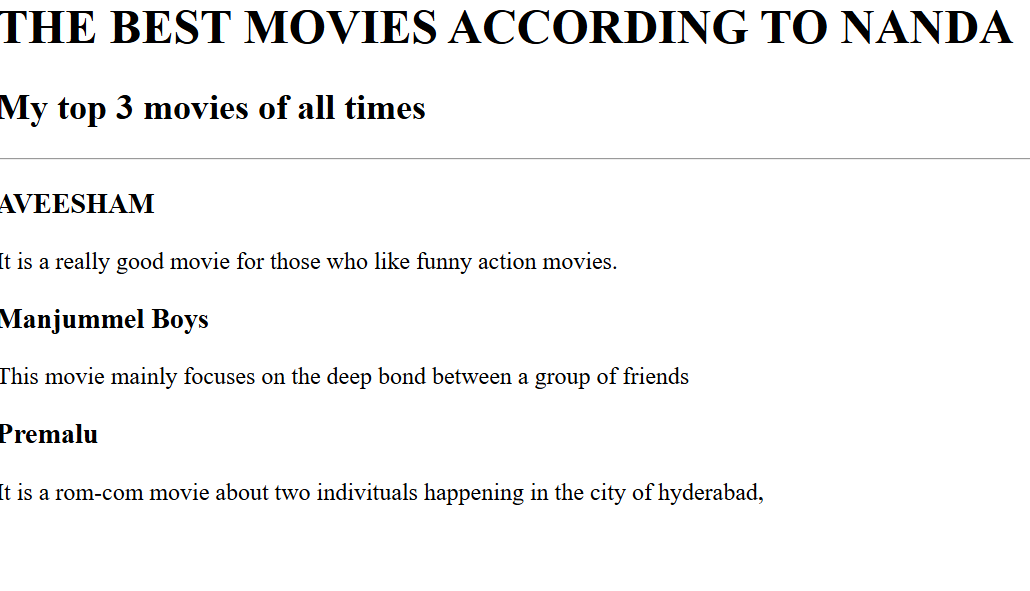 THE BEST MOVIES ACCORDING TO NANDA
My top 3 movies of all times
AVEESHAM
It is a really good movie for those who like funny action movies.
Manjummel Boys
This movie mainly focuses on the deep bond between a group of friends
Premalu
It is a rom-com movie about two indivituals happening in the city of hyderabad,